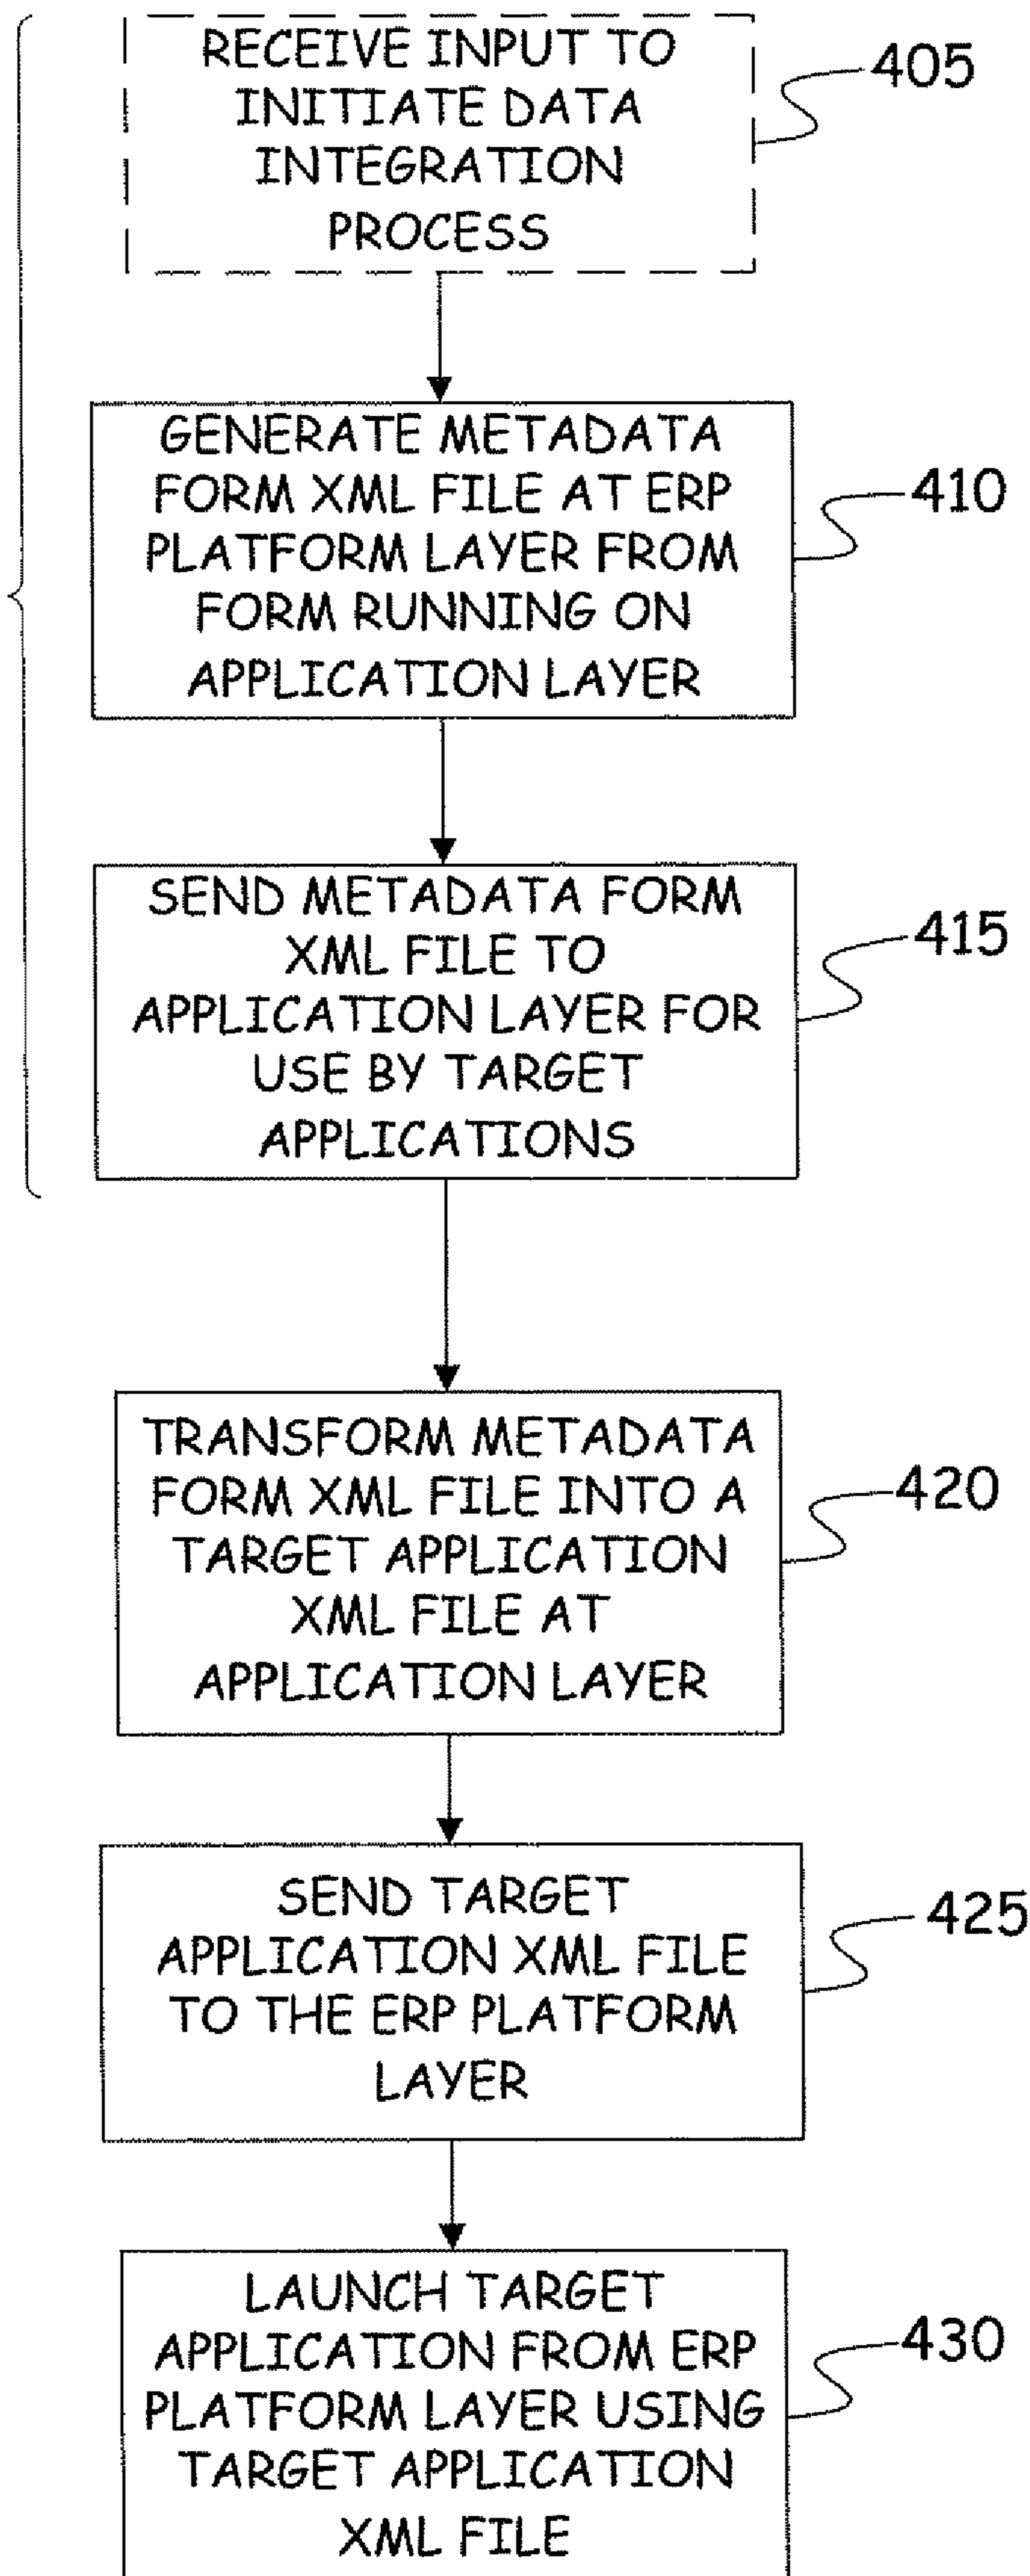 RECEIVE INPUT TO
INITIATE DATA
INTEGRATION
PROCESS
405
GENERATE METADATA
FORM XML FILE AT ERP
PLATFORM LAYER FROM
FORM RUNNING ON
APPLICATION LAYER
410
SEND METADATA FORM
XML FILE TO
APPLICATION LAYER FOR
USE BY TARGET
APPLICATIONS
415
TRANSFORM METADATA
FORM XML FILE INTO A
TARGET APPLICATION
XML FILE AT
APPLICATION LAYER
420
SEND TARGET
APPLICATION XML FILE
TO THE ERP PLATFORM
LAYER
425
LAUNCH TARGET
APPLICATION FROM ERP
PLATFORM LAYER USING
TARGET APPLICATION
XML FILE
430